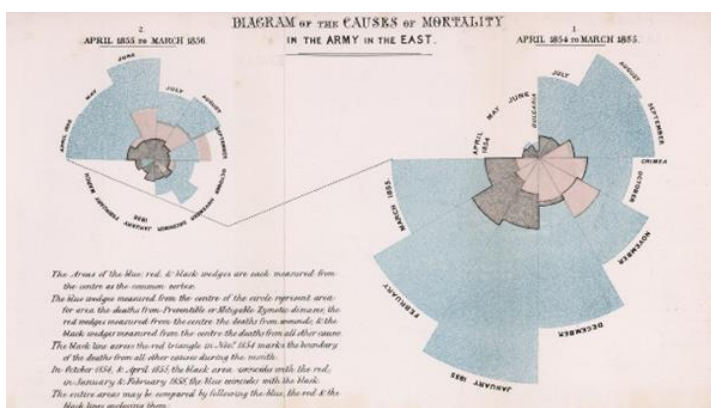 DIAGRAM OF THE CAUSES OF MORTALITY
IN THE ARMY IN THE EAST.
2.
APRIL 1855 TO MARCH 1856.
1.
APRIL 1854 TO MARCH 1855.
APRIL 1855
MAY
JUNE
JULY
AUGUST
SEPTEMBER
OCTOBER
NOVEMBER
DECEMBER
JANUARY
1856
FEBRUARY
MARCH
APRIL
1854
MAY
JUNE
BULGARIA
JULY
AUGUST
SEPTEMBER
CRIMEA
OCTOBER
NOVEMBER
DECEMBER
JANUARY 1855
FEBRUARY
MARCH 1855.
The Areas of the blue, red, & black wedges are each measured from
the centre as the common vertex.
The blue wedges measured from the centre of the circle represent area
for area the deaths from Preventible or Mitigable Zymotic diseases, the
red wedges measured from the centre the deaths from wounds, & the
black wedges measured from the centre the deaths from all other causes.
The black line across the red triangle in Nov.r 1854 marks the boundary
of the deaths from all other causes during the month.
In October 1854, & April 1855, the black area coincides with the red,
in January & February 1856, the blue coincides with the black.
The entire areas may be compared by following the blue, the red & the
black lines enclosing them.